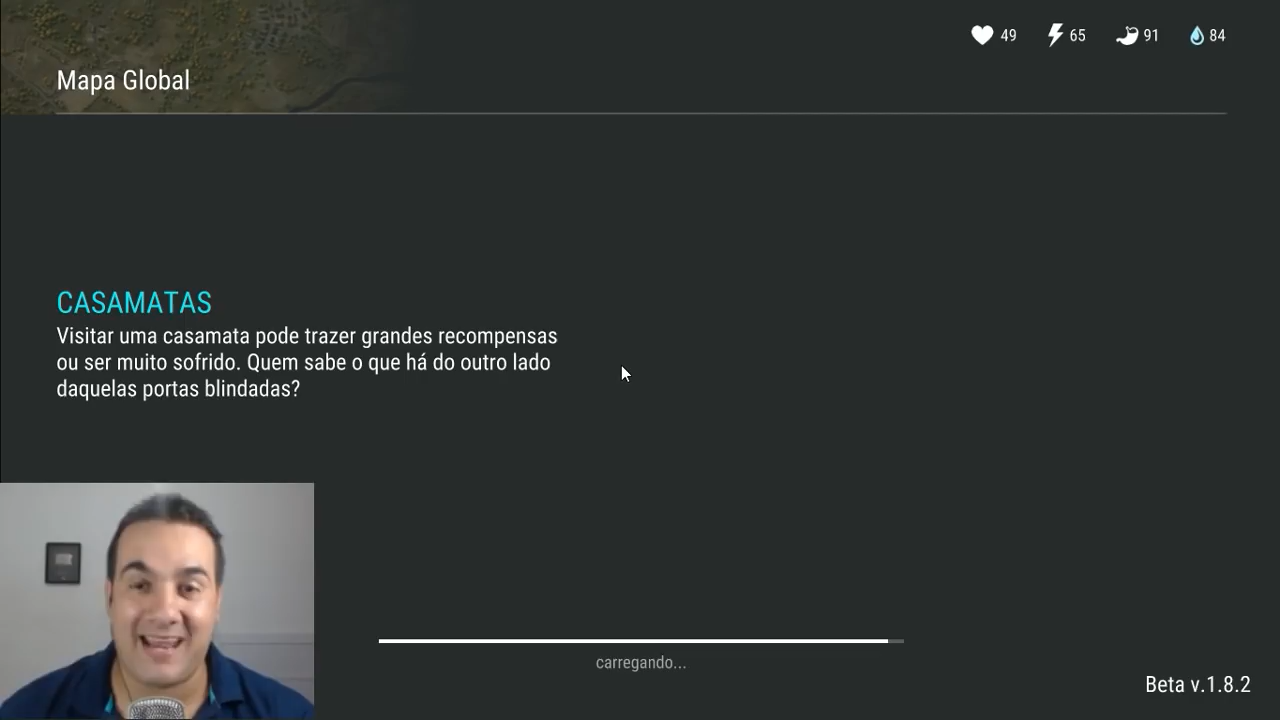 49 65 91 84
Mapa Global
CASAMATAS
Visitar uma casamata pode trazer grandes recompensas
ou ser muito sofrido. Quem sabe o que há do outro lado
daquelas portas blindadas?
carregando...
Beta v.1.8.2